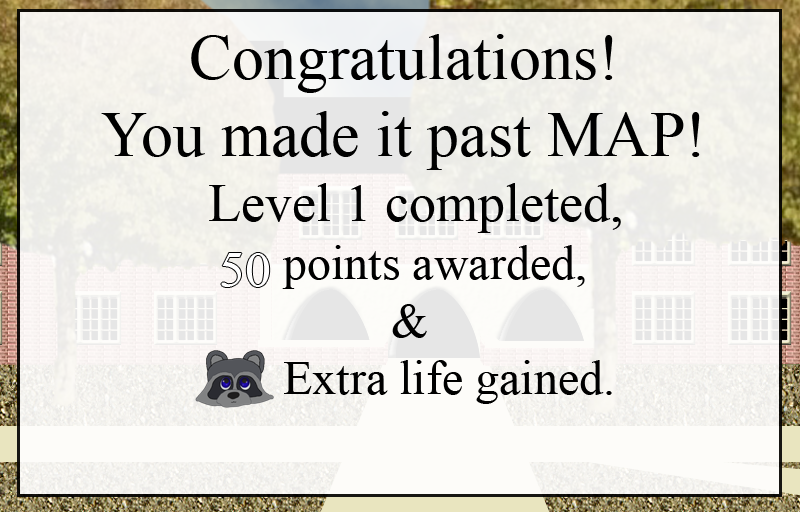 Congratulations!
You made it past MAP!
Level 1 completed,
50 points awarded,
&
Extra life gained.